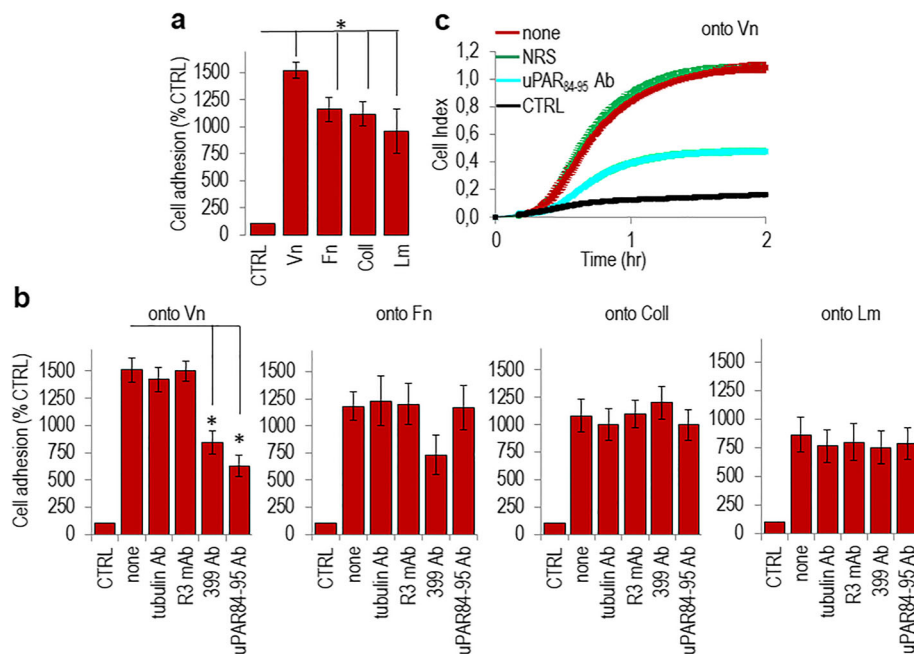 a
*
Cell adhesion (% CTRL)
1500
1250
1000
750
500
250
0
CTRL
Vn
Fn
Coll
Lm
c
none
NRS
uPAR84-95 Ab
CTRL
onto Vn
Cell Index
1,2
1,0
0,8
0,6
0,4
0,2
0,0
0
1
2
Time (hr)
b
onto Vn
Cell adhesion (% CTRL)
1500
1250
1000
750
500
250
0
*
*
CTRL
none
tubulin Ab
R3 mAb
399 Ab
uPAR84-95 Ab
onto Fn
1500
1250
1000
750
500
250
0
CTRL
none
tubulin Ab
R3 mAb
399 Ab
uPAR84-95 Ab
onto Coll
1500
1250
1000
750
500
250
0
CTRL
none
tubulin Ab
R3 mAb
399 Ab
uPAR84-95 Ab
onto Lm
1500
1250
1000
750
500
250
0
CTRL
none
tubulin Ab
R3 mAb
399 Ab
uPAR84-95 Ab